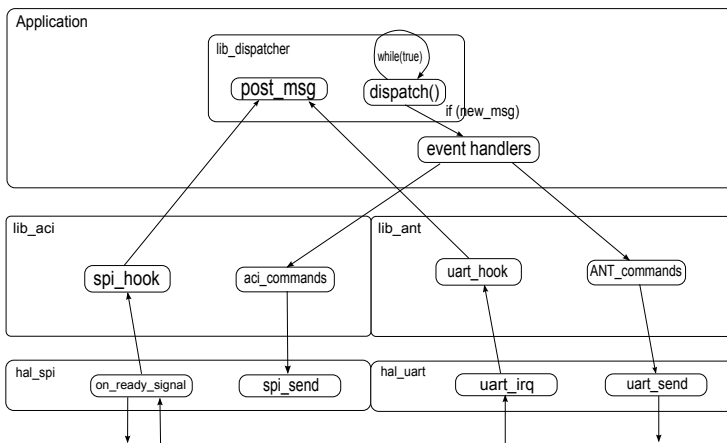 Application
lib_dispatcher
while(true)
post_msg
dispatch()
if (new_msg)
event handlers
lib_aci
lib_ant
spi_hook
aci_commands
uart_hook
ANT_commands
hal_spi
hal_uart
on_ready_signal
spi_send
uart_irq
uart_send